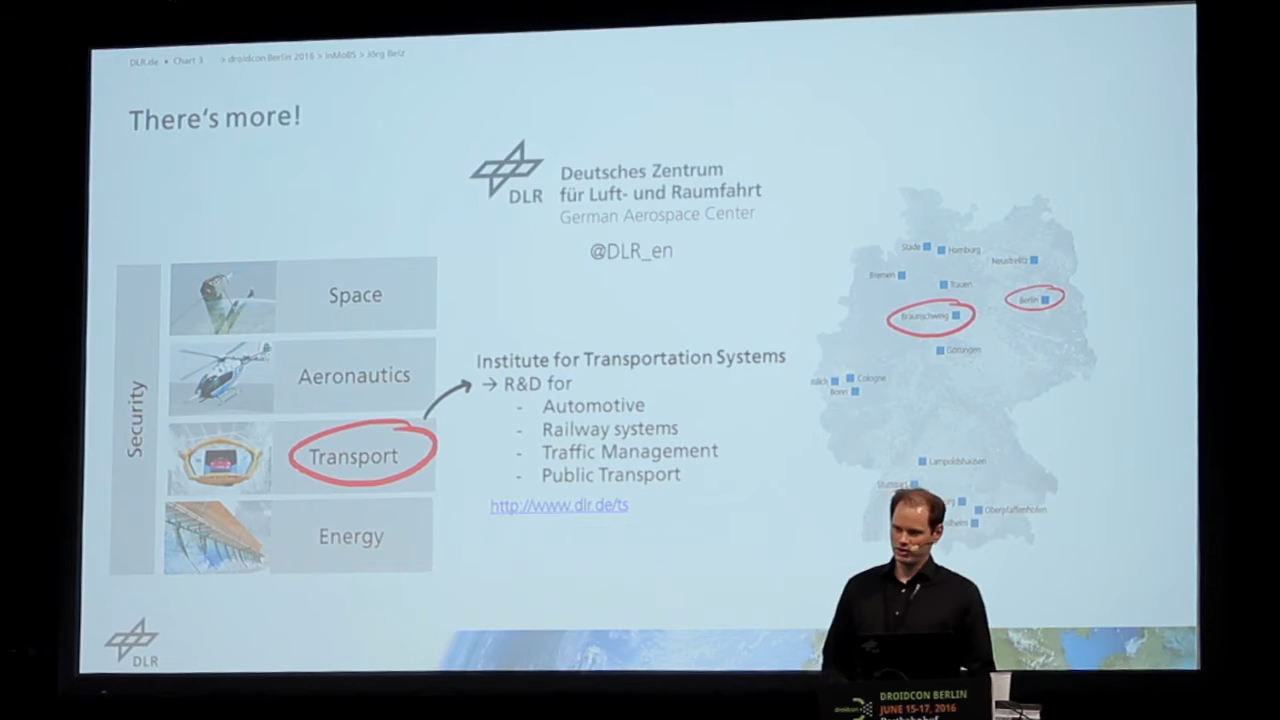 DLR.de • Chart 3 > droidcon Berlin 2016 > InMoBS > Jörg Belz
There's more!
DLR
Deutsches Zentrum
für Luft- und Raumfahrt
German Aerospace Center
@DLR_en
Security
Space
Aeronautics
Transport
Energy
Institute for Transportation Systems
→ R&D for
- Automotive
- Railway systems
- Traffic Management
- Public Transport
http://www.dlr.de/ts
Stade
Hamburg
Neustrelitz
Bremen
Trauen
Berlin
Braunschweig
Göttingen
Cologne
Bonn
Lampoldshausen
Oberpfaffenhofen
DLR
droidcon
DROIDCON BERLIN
JUNE 15-17, 2016